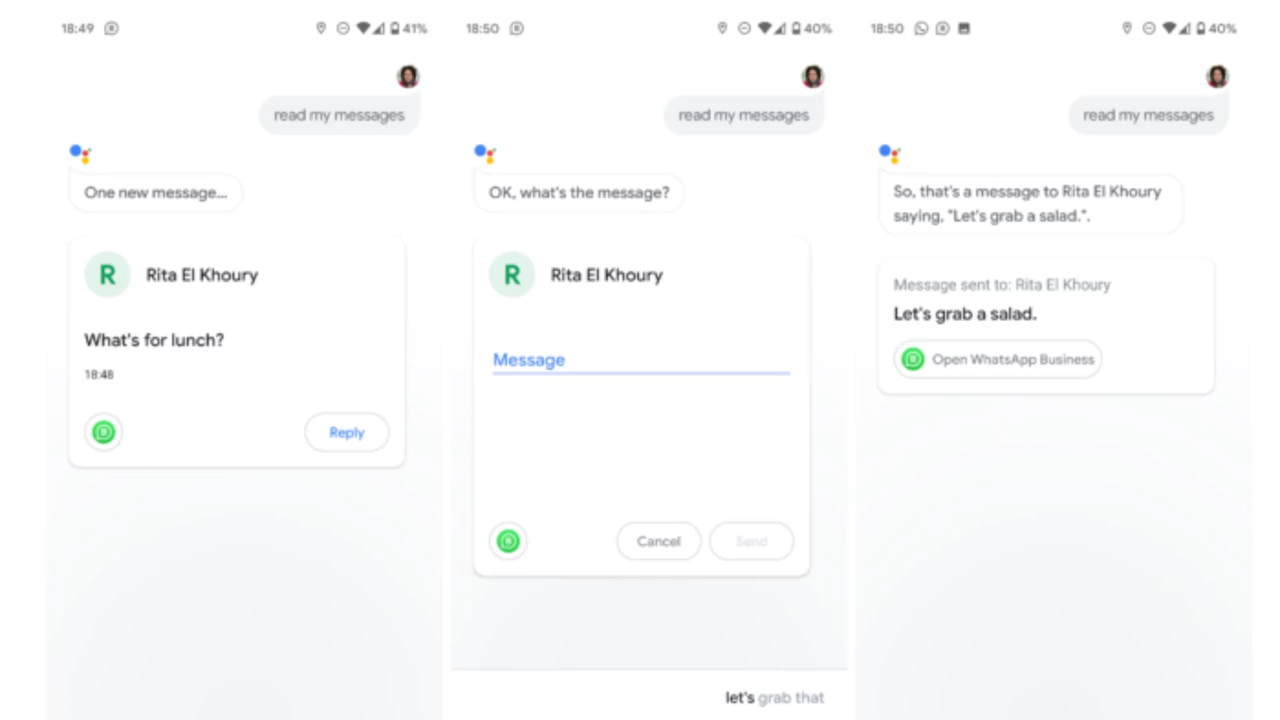 18:49
41%
read my messages
One new message...
R
Rita El Khoury
What's for lunch?
18:48
Reply
18:50
40%
read my messages
OK, what's the message?
R
Rita El Khoury
Message
Cancel
Send
let's grab that
18:50
40%
read my messages
So, that's a message to Rita El Khoury
saying, "Let's grab a salad.".
Message sent to: Rita El Khoury
Let's grab a salad.
Open WhatsApp Business